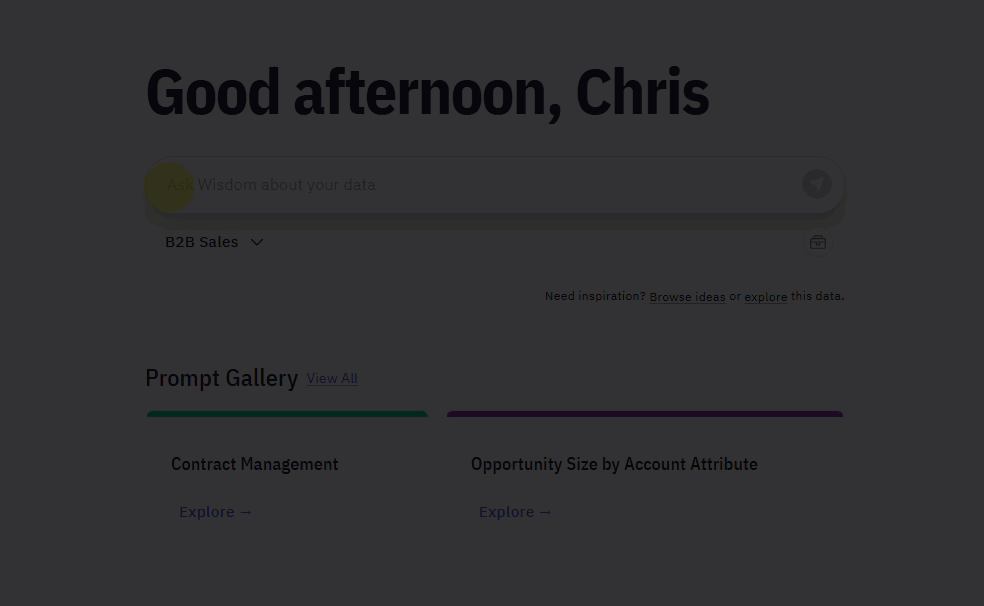 Good afternoon, Chris
Ask Wisdom about your data
B2B Sales
Need inspiration? Browse ideas or explore this data.
Prompt Gallery View All
Contract Management
Opportunity Size by Account Attribute
Explore →
Explore →